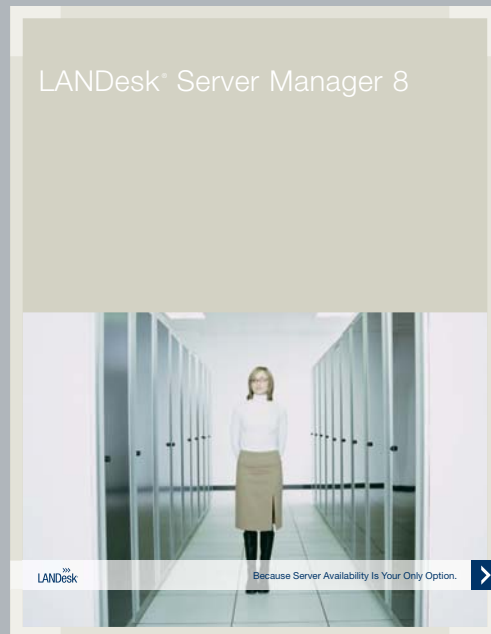 LANDesk® Server Manager 8
LANDesk
Because Server Availability Is Your Only Option.